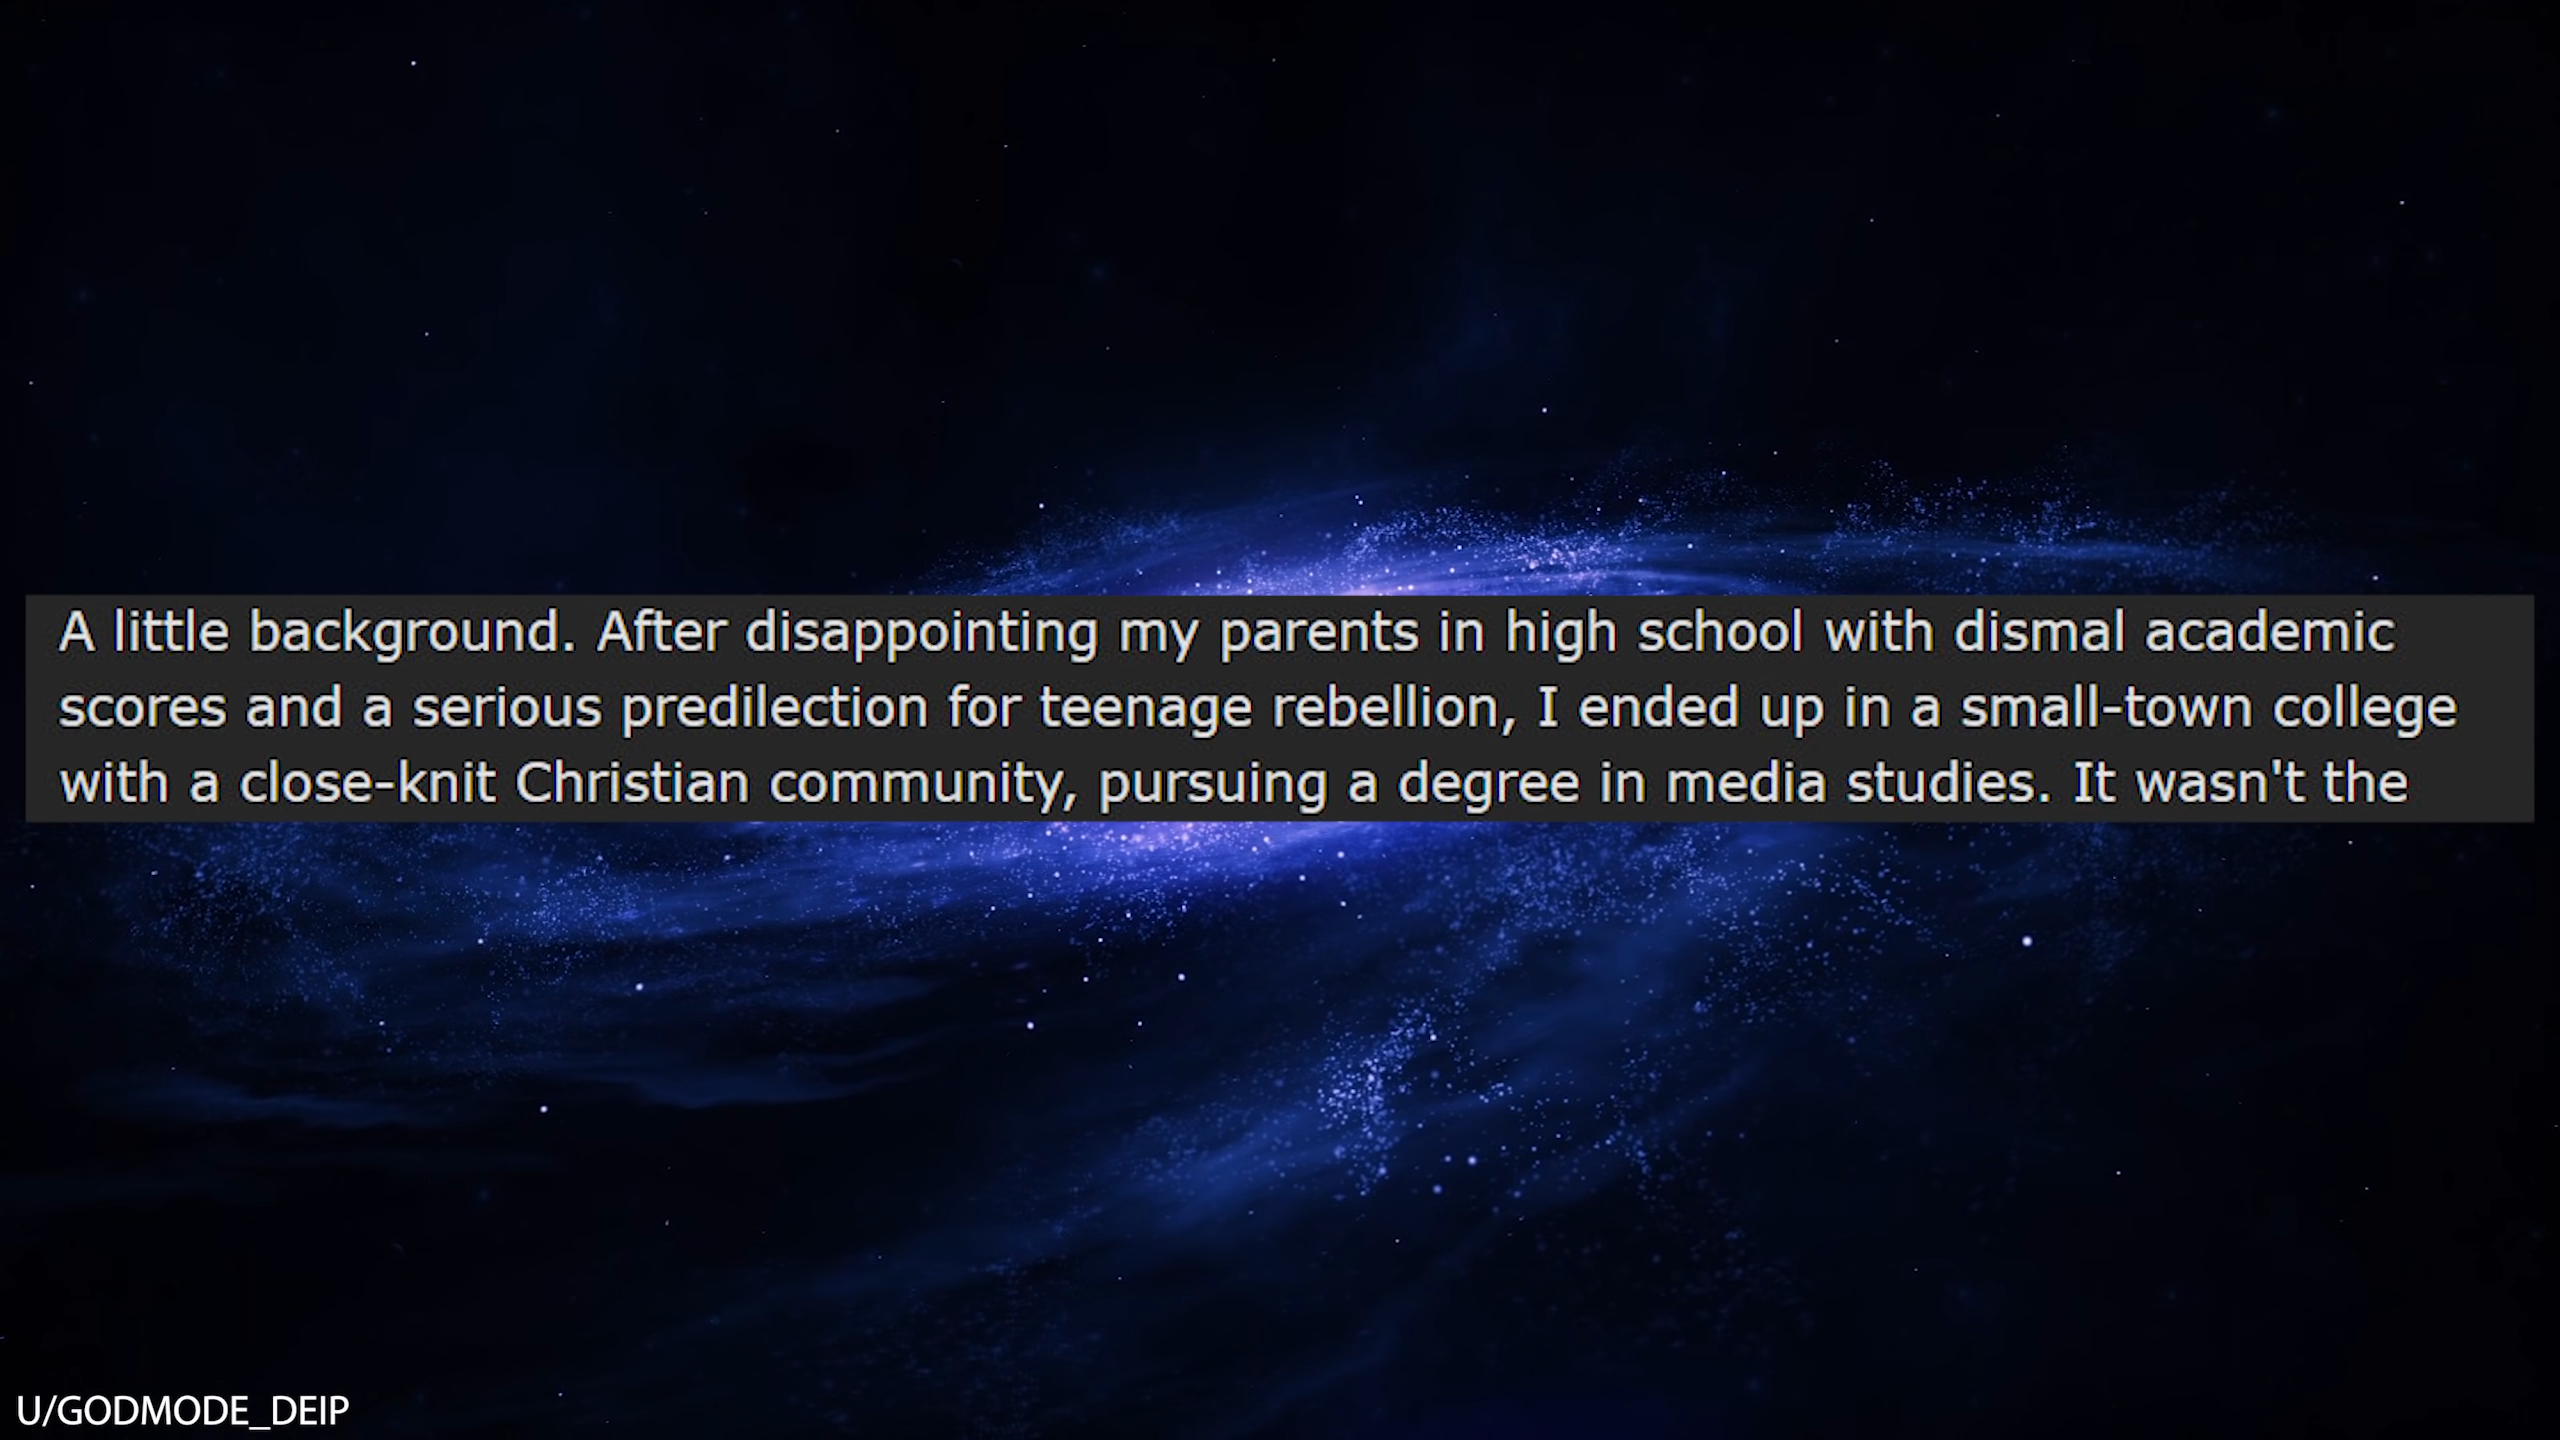 A little background. After disappointing my parents in high school with dismal academic
scores and a serious predilection for teenage rebellion, I ended up in a small-town college
with a close-knit Christian community, pursuing a degree in media studies. It wasn't the
U/GODMODE_DEIP